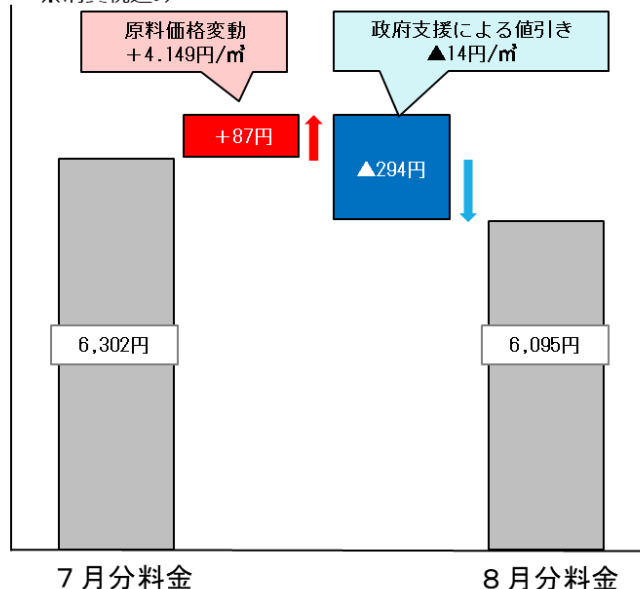 原料価格変動
＋4.149円/㎥
政府支援による値引き
▲14円/㎥
＋87円
▲294円
6,302円
6,095円
７月分料金
８月分料金